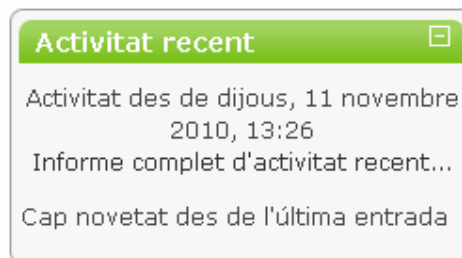 Activitat recent
Activitat des de dijous, 11 novembre
2010, 13:26
Informe complet d'activitat recent...
Cap novetat des de l'última entrada